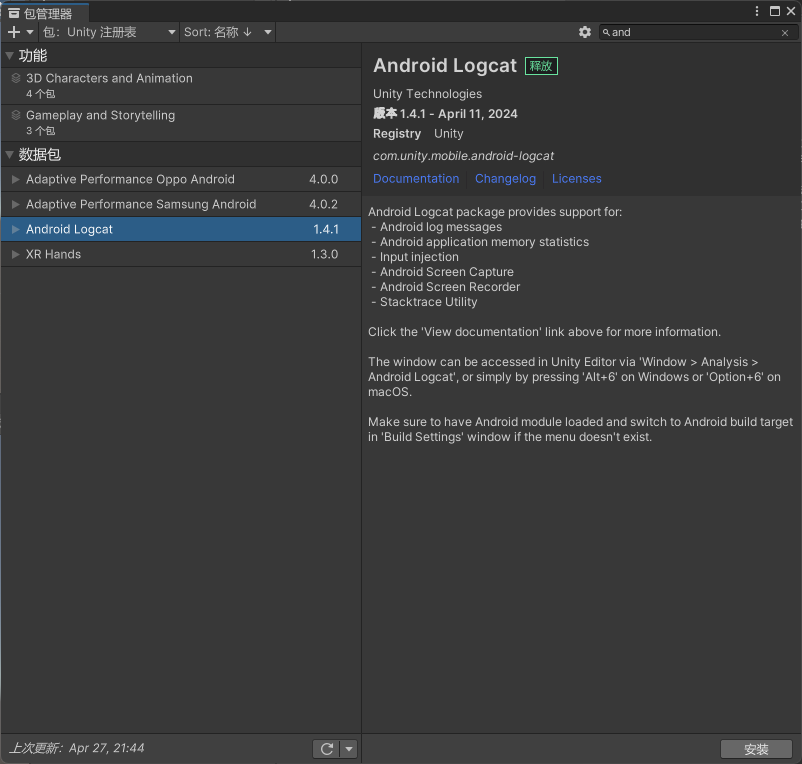 包管理器
包: Unity 注册表
Sort: 名称 ↓
and
功能
3D Characters and Animation
4 个包
Gameplay and Storytelling
3 个包
数据包
Adaptive Performance Oppo Android 4.0.0
Adaptive Performance Samsung Android 4.0.2
Android Logcat 1.4.1
XR Hands 1.3.0
上次更新: Apr 27, 21:44
Android Logcat 释放
Unity Technologies
版本 1.4.1 - April 11, 2024
Registry Unity
com.unity.mobile.android-logcat
Documentation Changelog Licenses
Android Logcat package provides support for:
- Android log messages
- Android application memory statistics
- Input injection
- Android Screen Capture
- Android Screen Recorder
- Stacktrace Utility
Click the 'View documentation' link above for more information.
The window can be accessed in Unity Editor via 'Window > Analysis >
Android Logcat', or simply by pressing 'Alt+6' on Windows or 'Option+6' on
macOS.
Make sure to have Android module loaded and switch to Android build target
in 'Build Settings' window if the menu doesn't exist.
安装